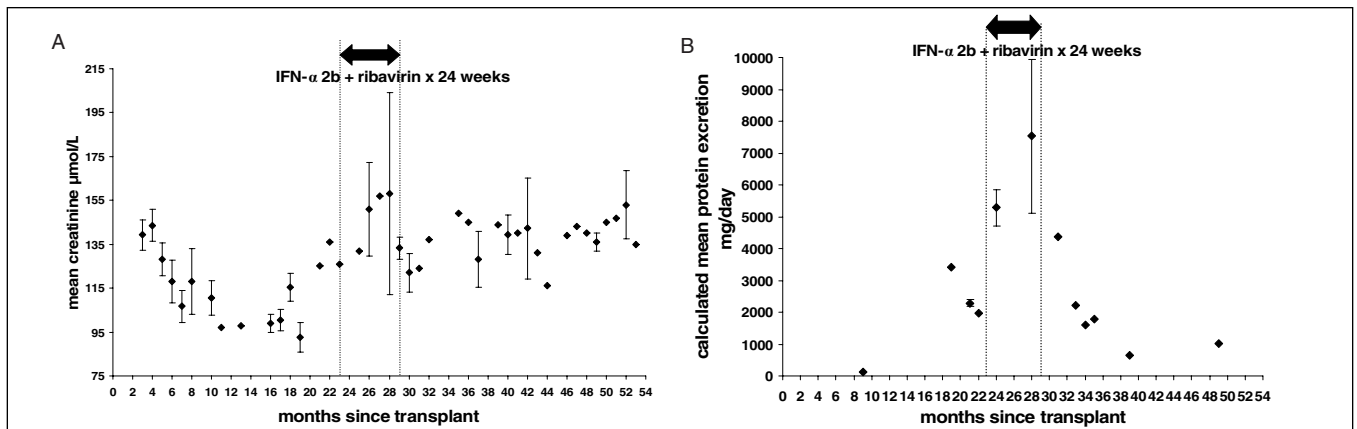 A
IFN-α 2b + ribavirin x 24 weeks
215
195
175
155
135
115
95
75
mean creatinine µmol/L
0 2 4 6 8 10 12 14 16 18 20 22 24 26 28 30 32 34 36 38 40 42 44 46 48 50 52 54
months since transplant
B
IFN-α 2b + ribavirin x 24 weeks
10000
9000
8000
7000
6000
5000
4000
3000
2000
1000
0
calculated mean protein excretion
mg/day
0 2 4 6 8 10 12 14 16 18 20 22 24 26 28 30 32 34 36 38 40 42 44 46 48 50 52 54
months since transplant